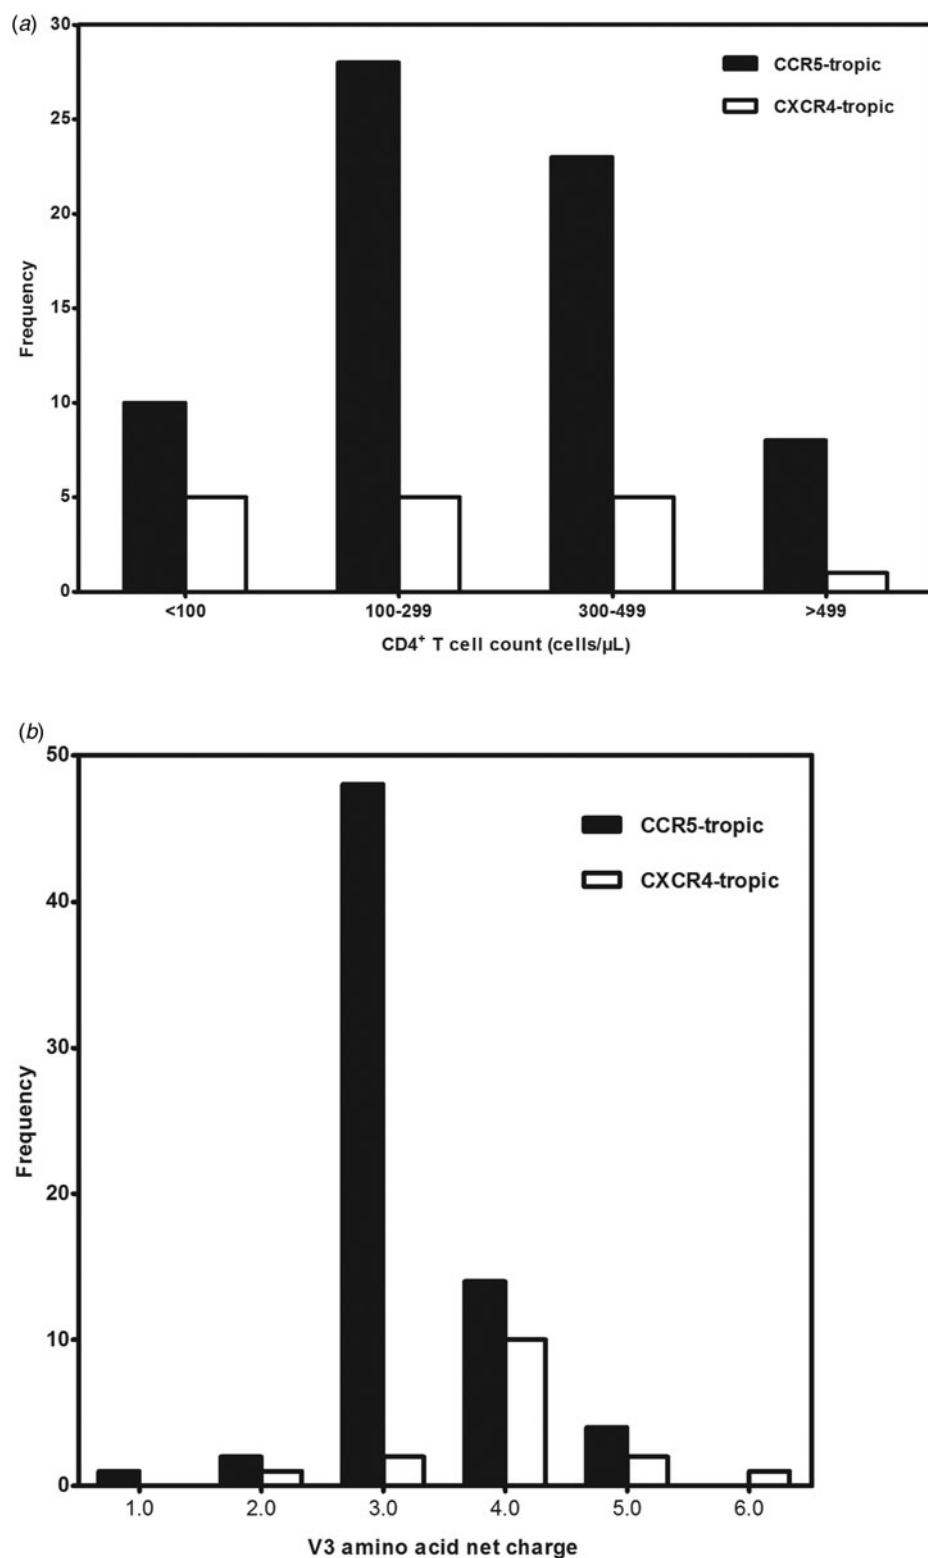 (a)
30
25
20
15
10
5
0
Frequency
CCR5-tropic
CXCR4-tropic
<100 100-299 300-499 >499
CD4⁺ T cell count (cells/µL)
(b)
50
40
30
20
10
0
Frequency
CCR5-tropic
CXCR4-tropic
1.0 2.0 3.0 4.0 5.0 6.0
V3 amino acid net charge